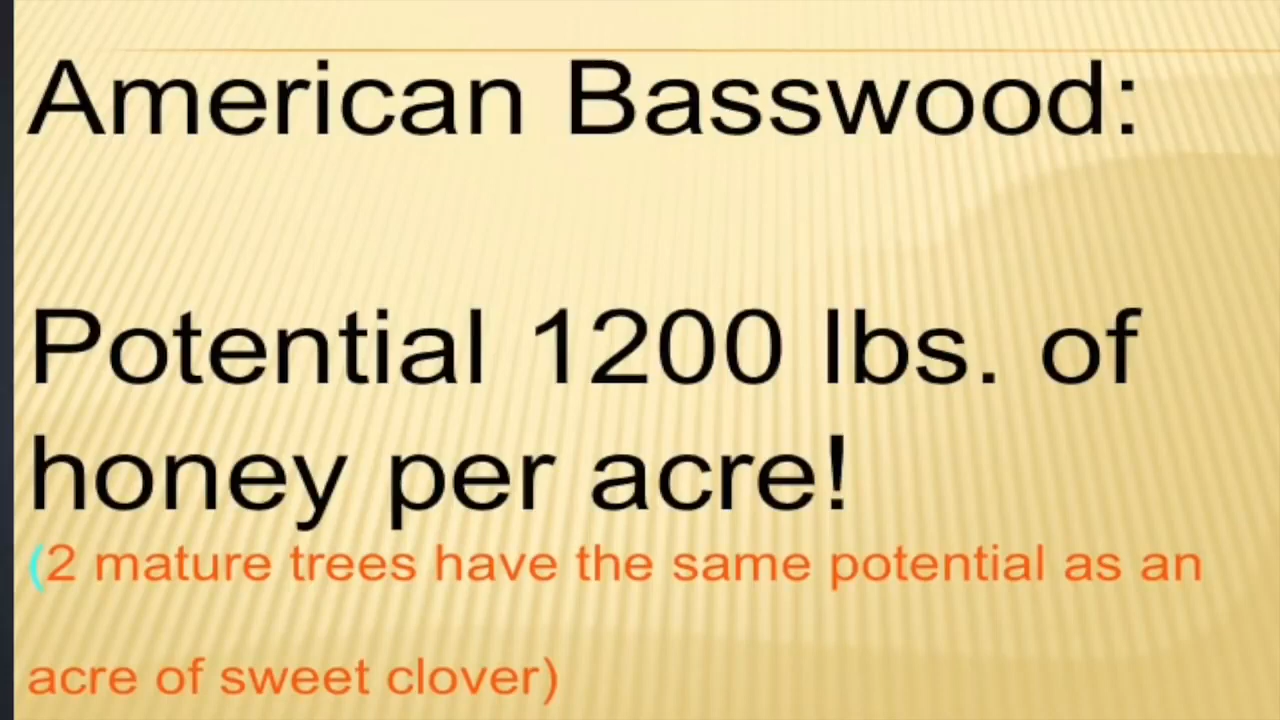 American Basswood:
Potential 1200 lbs. of
honey per acre!
(2 mature trees have the same potential as an
acre of sweet clover)